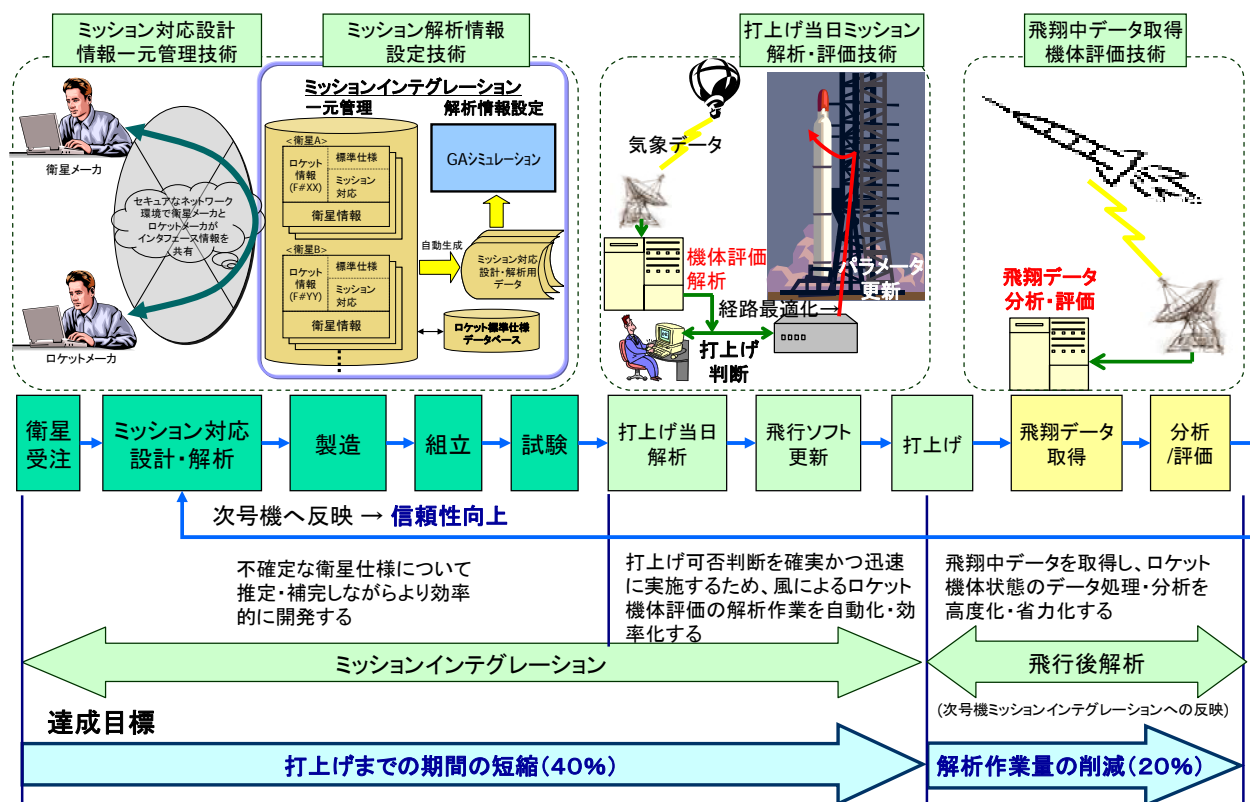 ミッション対応設計
情報一元管理技術
ミッション解析情報
設定技術
打上げ当日ミッション
解析・評価技術
飛翔中データ取得
機体評価技術
衛星メーカ
セキュアなネットワーク
環境で衛星メーカと
ロケットメーカが
インタフェース情報を
共有
ロケットメーカ
ミッションインテグレーション
一元管理
解析情報設定
<衛星A>
ロケット
情報
(F#XX)
標準仕様
ミッション
対応
衛星情報
<衛星B>
ロケット
情報
(F#YY)
標準仕様
ミッション
対応
衛星情報
GAシミュレーション
自動生成
ミッション対応
設計・解析用
データ
ロケット標準仕様
データベース
気象データ
機体評価
解析
パラメータ
更新
経路最適化→
打上げ
判断
飛翔データ
分析・評価
衛星
受注
ミッション対応
設計・解析
製造
組立
試験
打上げ当日
解析
飛行ソフト
更新
打上げ
飛翔データ
取得
分析
/評価
次号機へ反映 → 信頼性向上
不確定な衛星仕様について
推定・補完しながらより効率
的に開発する
打上げ可否判断を確実かつ迅速
に実施するため、風によるロケット
機体評価の解析作業を自動化・効
率化する
飛翔中データを取得し、ロケット
機体状態のデータ処理・分析を
高度化・省力化する
ミッションインテグレーション
飛行後解析
(次号機ミッションインテグレーションへの反映)
達成目標
打上げまでの期間の短縮(40%)
解析作業量の削減(20%)